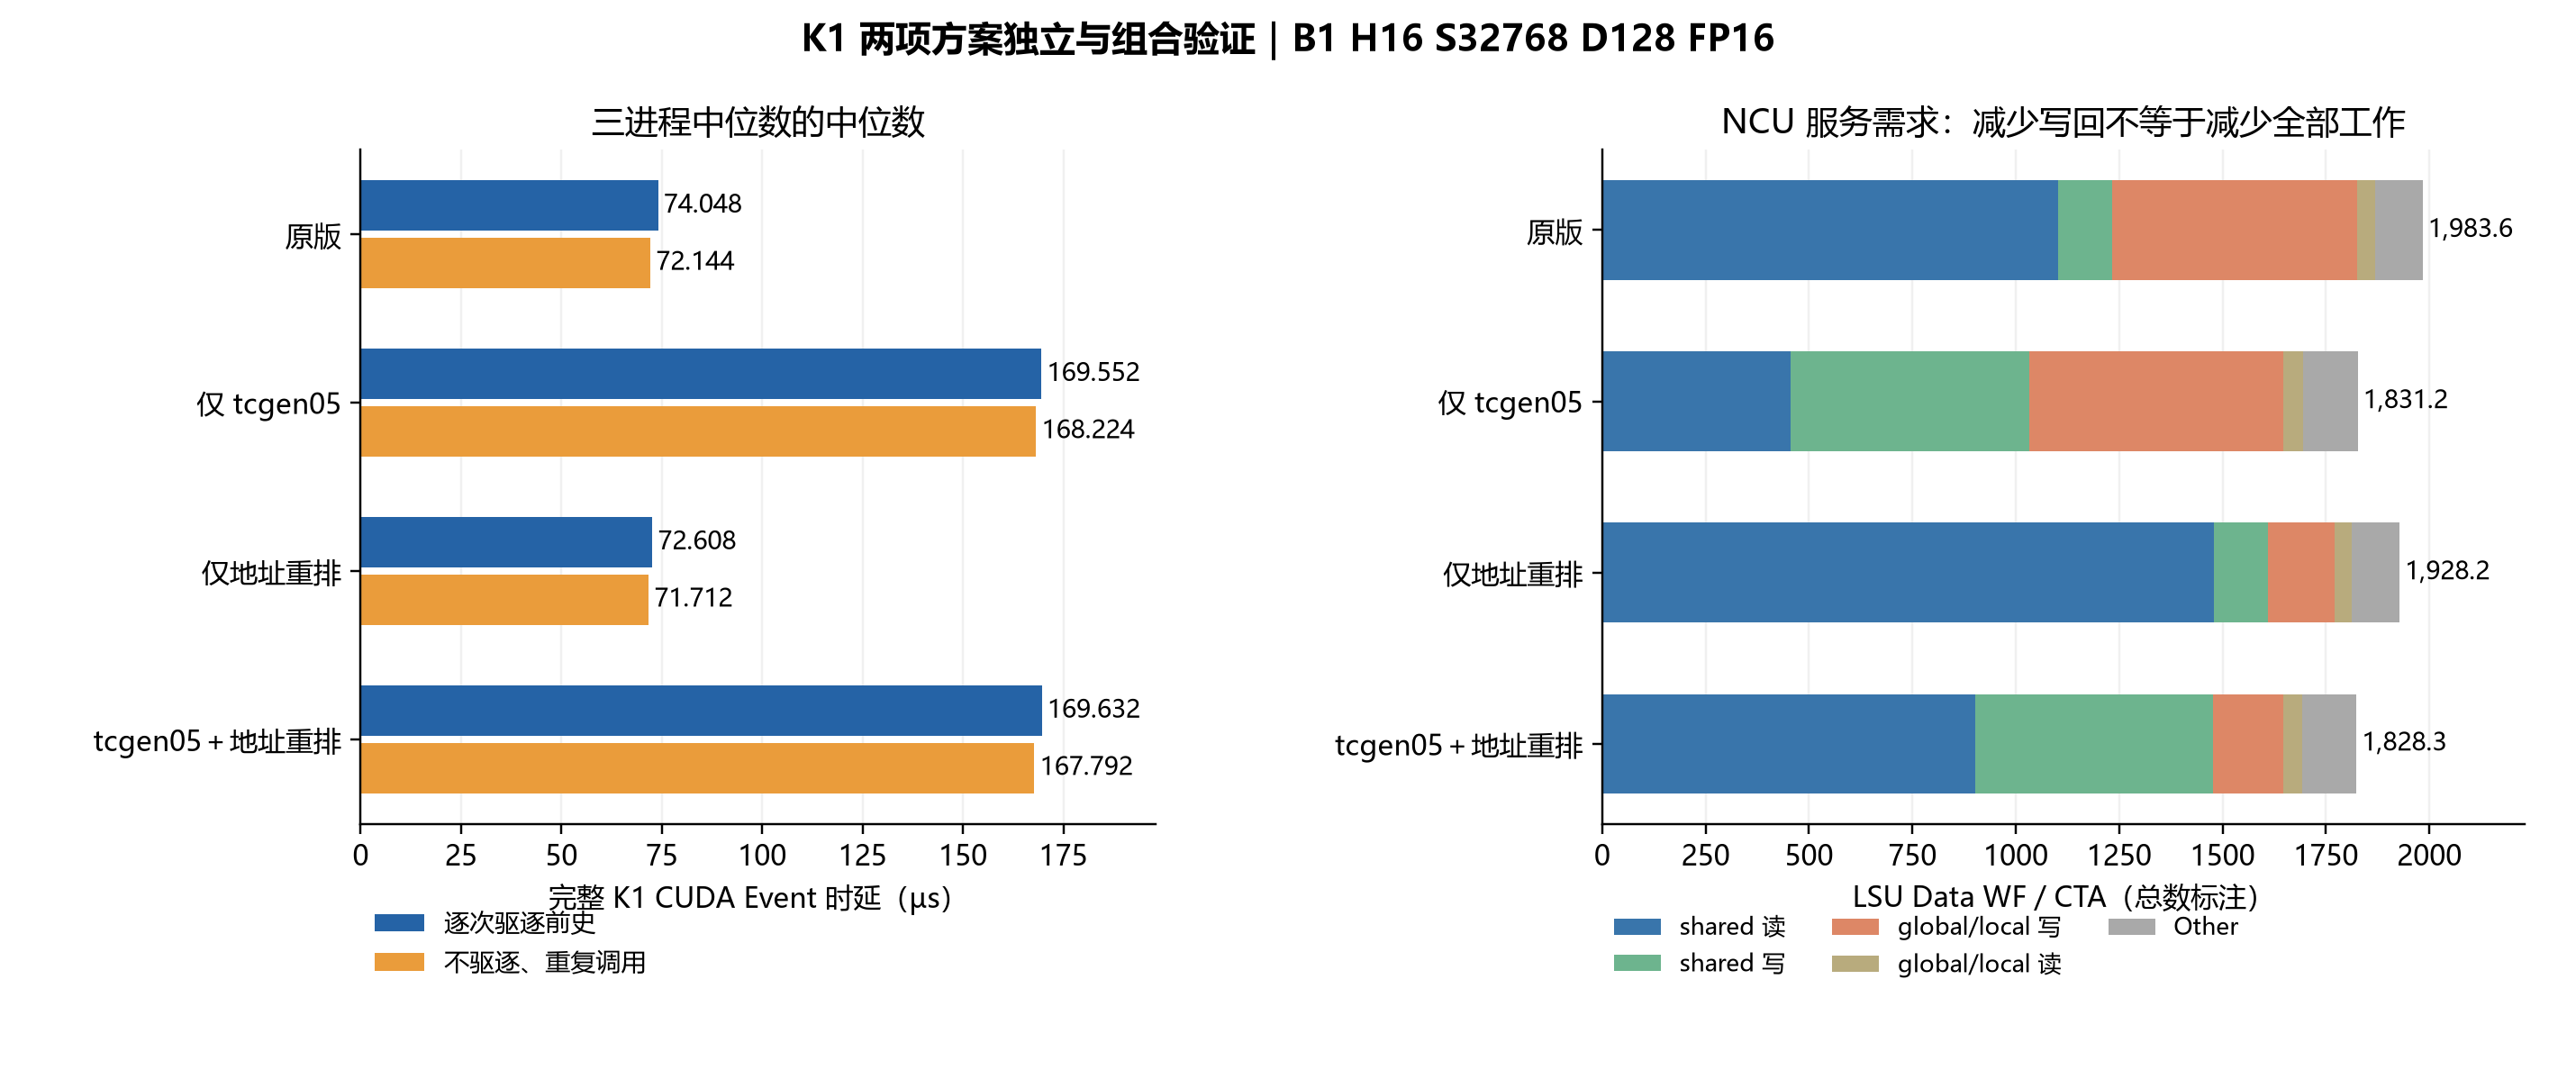 K1 两项方案独立与组合验证 | B1 H16 S32768 D128 FP16
三进程中位数的中位数
原版
74.048
72.144
仅 tcgen05
169.552
168.224
仅地址重排
72.608
71.712
tcgen05 + 地址重排
169.632
167.792
0 25 50 75 100 125 150 175
完整 K1 CUDA Event 时延（μs）
逐次驱逐前史
不驱逐、重复调用
NCU 服务需求：减少写回不等于减少全部工作
原版
1,983.6
仅 tcgen05
1,831.2
仅地址重排
1,928.2
tcgen05 + 地址重排
1,828.3
0 250 500 750 1000 1250 1500 1750 2000
LSU Data WF / CTA（总数标注）
shared 读 global/local 写 Other
shared 写 global/local 读